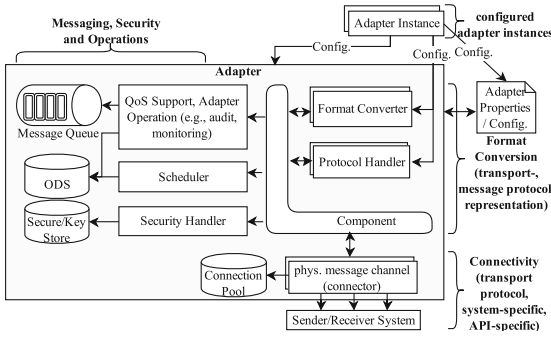 Messaging, Security
and Operations
Adapter Instance
configured
adapter instances
Config.
Config.
Config.
Adapter
Message Queue
QoS Support, Adapter
Operation (e.g., audit,
monitoring)
Format Converter
Adapter
Properties
/ Config.
Protocol Handler
Format
Conversion
(transport-,
message protocol
representation)
ODS
Scheduler
Secure/Key
Store
Security Handler
Component
Connection
Pool
phys. message channel
(connector)
Connectivity
(transport
protocol,
system-specific,
API-specific)
Sender/Receiver System